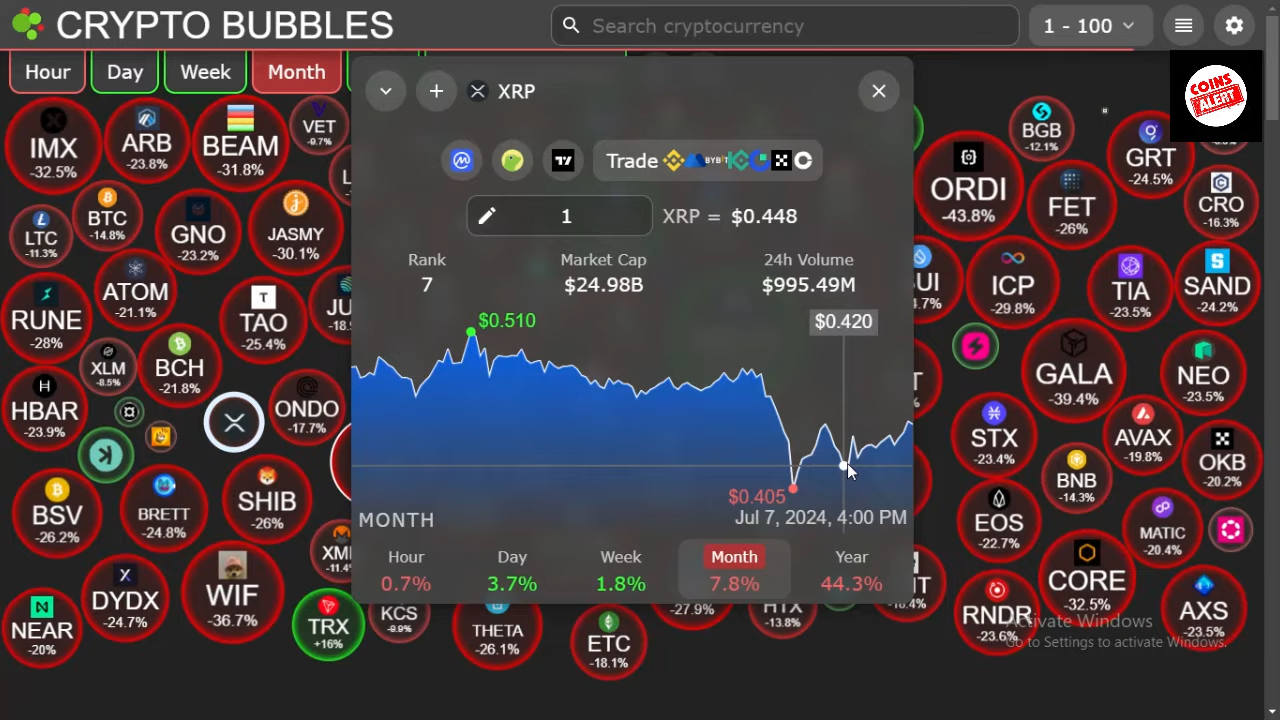 CRYPTO BUBBLES
Search cryptocurrency
1 - 100
Hour
Day
Week
Month
COINS
ALERT
XRP
Trade
BYBIT
1
XRP = $0.448
Rank
7
Market Cap
$24.98B
24h Volume
$995.49M
$0.510
$0.420
$0.405
MONTH
Jul 7, 2024, 4:00 PM
Hour
0.7%
Day
3.7%
Week
1.8%
Month
7.8%
Year
44.3%
IMX
-32.5%
ARB
-23.8%
BEAM
-31.8%
VET
-9.7%
LTC
-11.3%
BTC
-14.8%
GNO
-23.2%
JASMY
-30.1%
RUNE
-28%
ATOM
-21.1%
TAO
-25.4%
XLM
-8.5%
BCH
-21.8%
HBAR
-23.9%
ONDO
-17.7%
BSV
-26.2%
BRETT
-24.8%
SHIB
-26%
NEAR
-20%
DYDX
-24.7%
WIF
-36.7%
TRX
+16%
KCS
-9.9%
THETA
-26.1%
ETC
-18.1%
-27.9%
HTX
-13.8%
BGB
-12.1%
GRT
-24.5%
ORDI
-43.8%
FET
-26%
CRO
-16.3%
ICP
-29.8%
TIA
-23.5%
SAND
-24.2%
GALA
-39.4%
NEO
-23.5%
STX
-23.4%
AVAX
-19.8%
BNB
-14.3%
OKB
-20.2%
EOS
-22.7%
MATIC
-20.4%
CORE
-32.5%
RNDR
-23.6%
AXS
-23.5%
Activate Windows
Go to Settings to activate Windows.